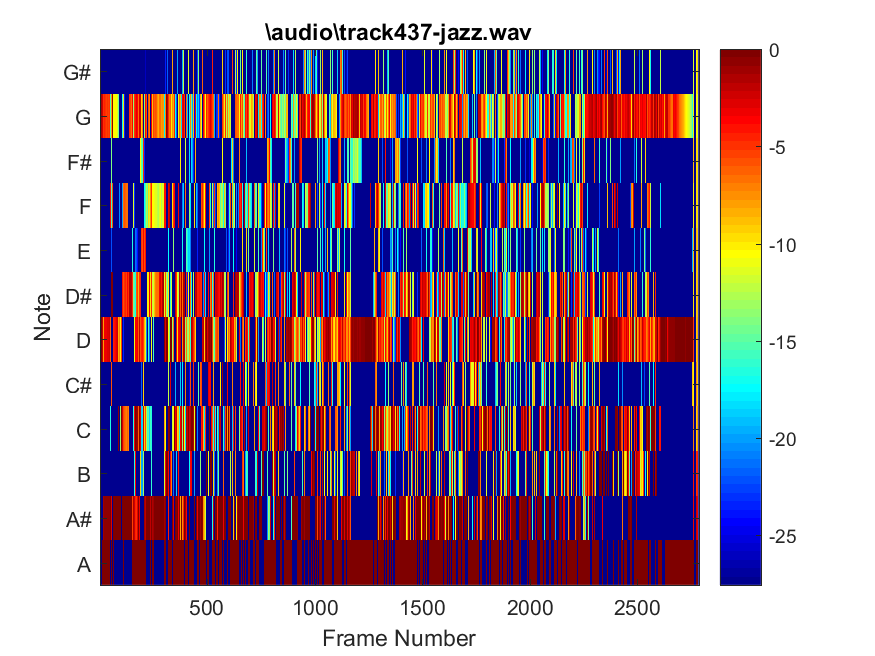 \audio\track437-jazz.wav
G#
G
F#
F
E
D#
D
C#
C
B
A#
A
Note
500
1000
1500
2000
2500
Frame Number
0
-5
-10
-15
-20
-25